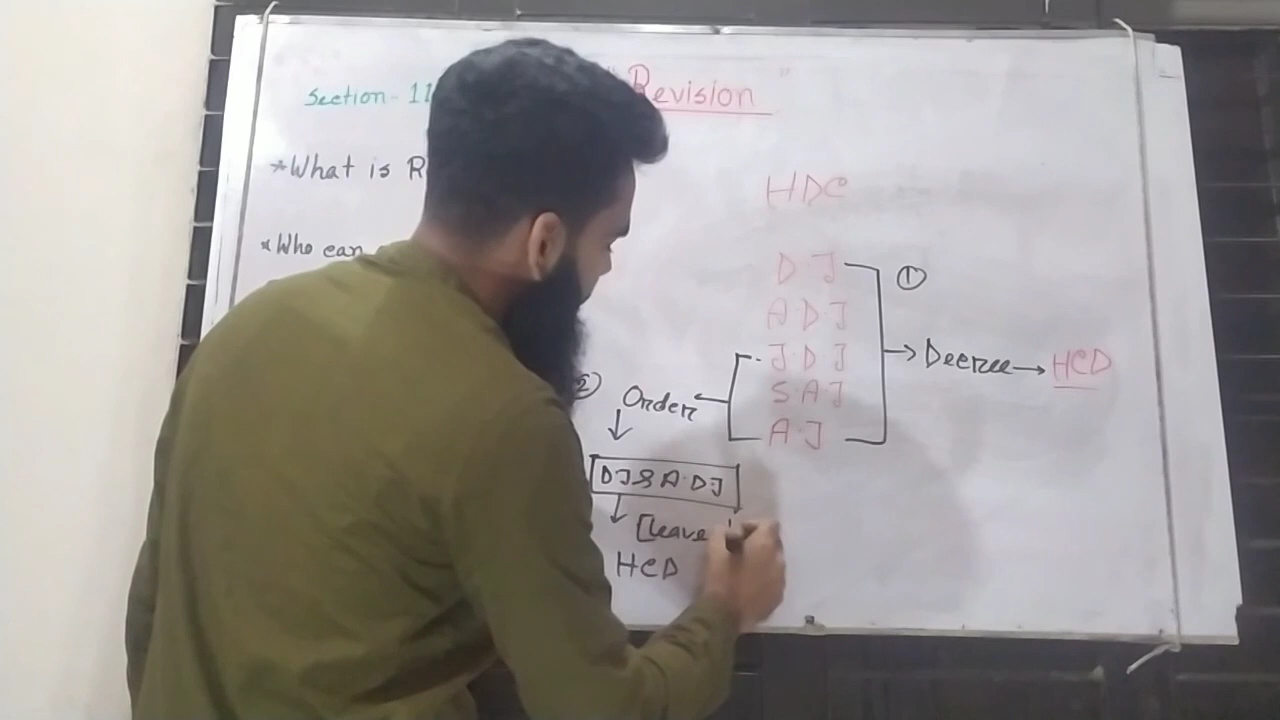 Section - 11
"Revision"
*What is R
*Who can
HDC
D J
A D J
J D J
S. A J
A. J
①
→ Decree → HCD
② Order ←
↓
DJ & A. DJ
↓ [Leave
HCD